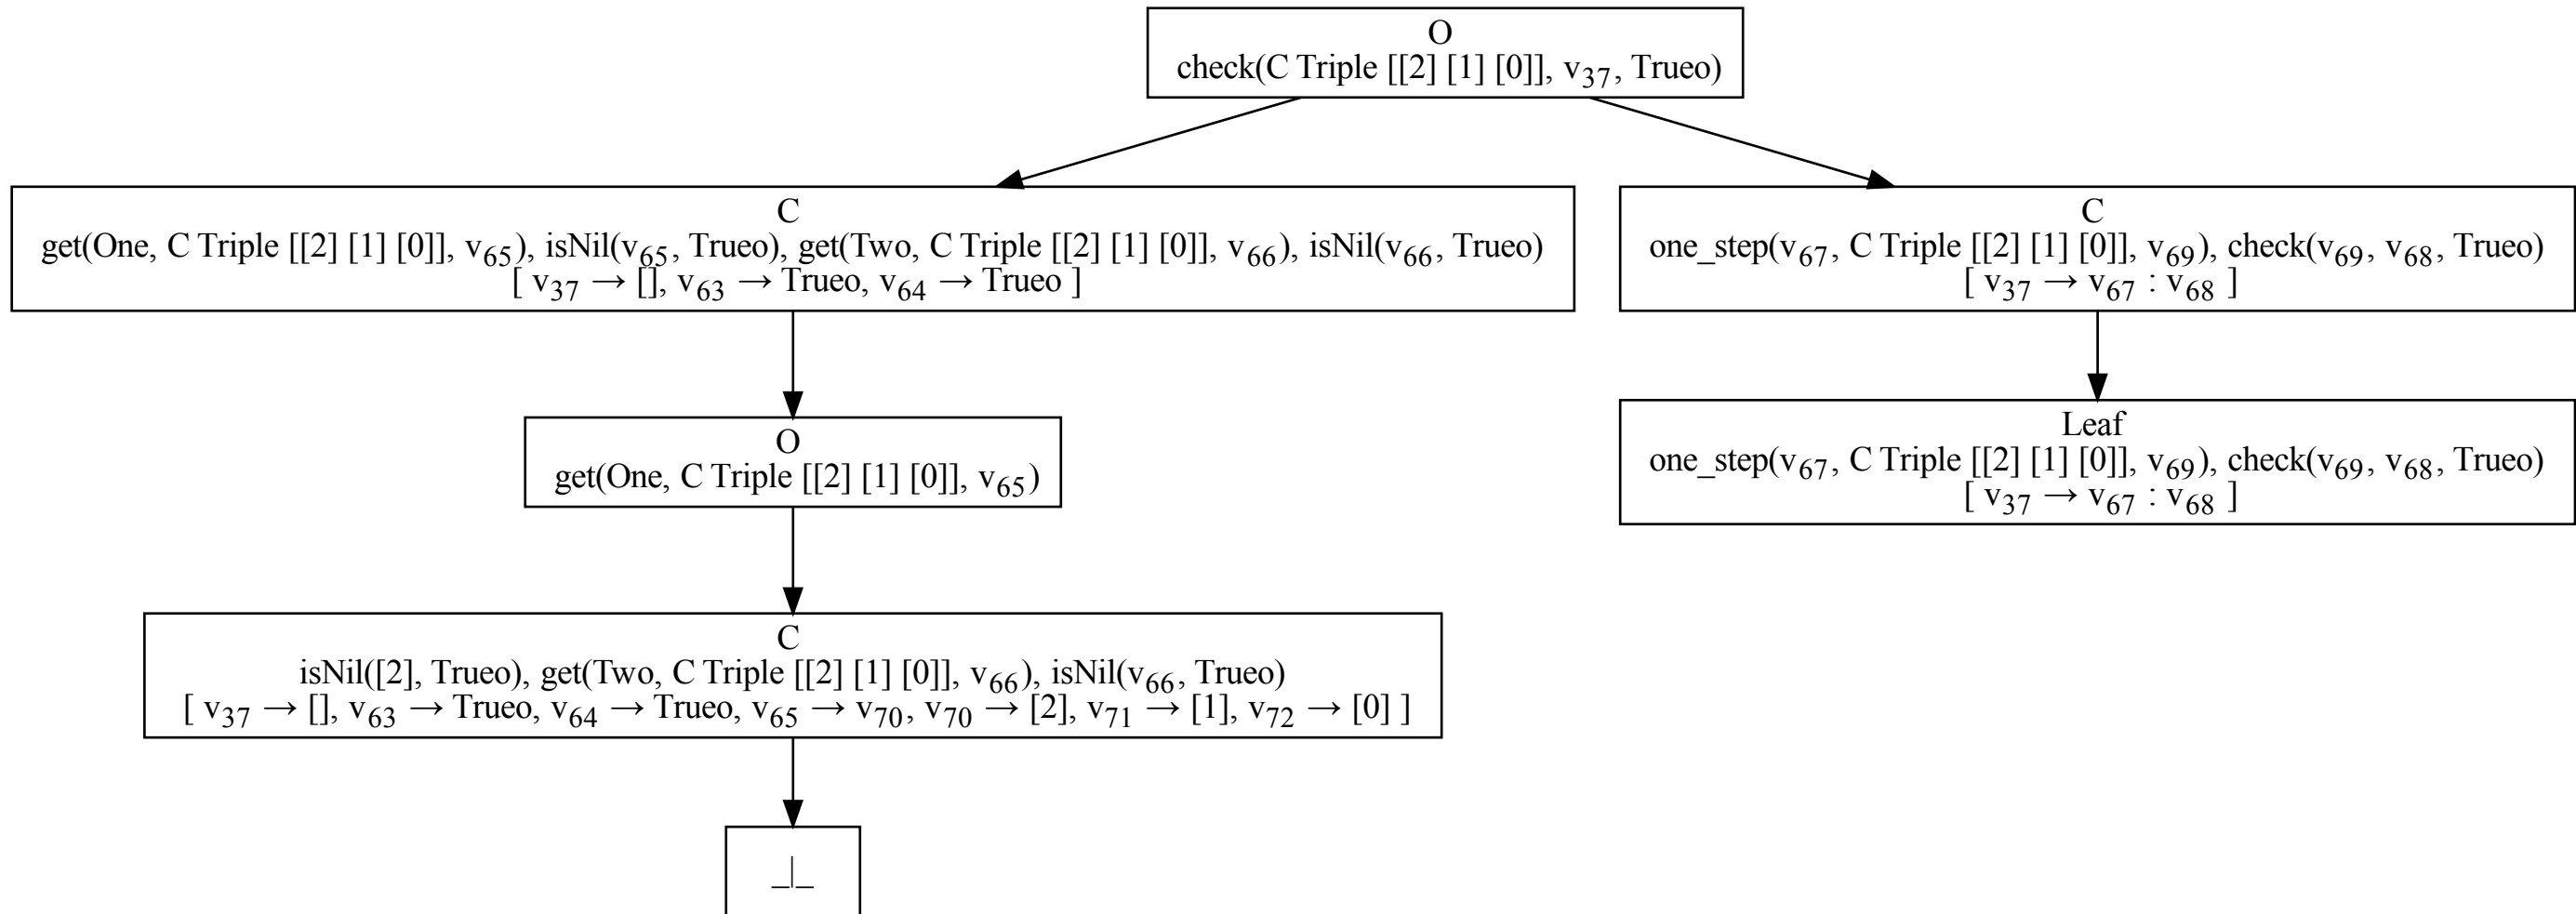 O
check(C Triple [[2] [1] [0]], v37, Trueo)
C
get(One, C Triple [[2] [1] [0]], v65), isNil(v65, Trueo), get(Two, C Triple [[2] [1] [0]], v66), isNil(v66, Trueo)
[ v37 → [], v63 → Trueo, v64 → Trueo ]
C
one_step(v67, C Triple [[2] [1] [0]], v69), check(v69, v68, Trueo)
[ v37 → v67 : v68 ]
O
get(One, C Triple [[2] [1] [0]], v65)
Leaf
one_step(v67, C Triple [[2] [1] [0]], v69), check(v69, v68, Trueo)
[ v37 → v67 : v68 ]
C
isNil([2], Trueo), get(Two, C Triple [[2] [1] [0]], v66), isNil(v66, Trueo)
[ v37 → [], v63 → Trueo, v64 → Trueo, v65 → v70, v70 → [2], v71 → [1], v72 → [0] ]
_|_